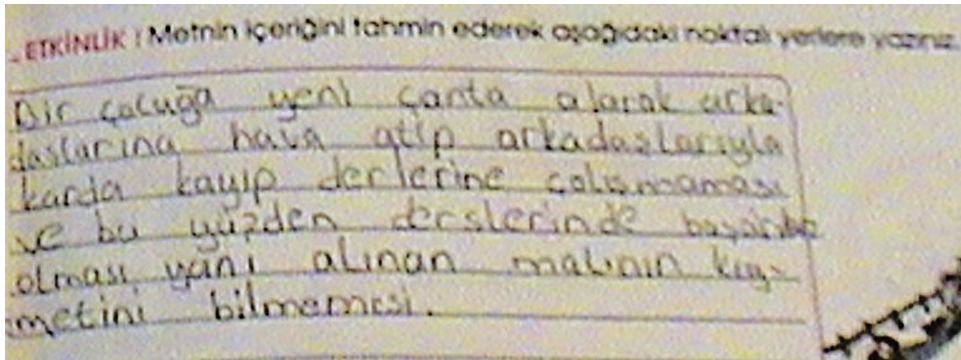 ETKİNLİK : Metnin içeriğini tahmin ederek aşağıdaki noktalı yerlere yazınız.
Bir çocuğa yeni çanta alarak arka-
daşlarına hava atıp arkadaşlarıyla
karda kayıp derlerine çalışmaması
ve bu yüzden derslerinde başarısız
olması, yani alınan malının kıy-
metini bilmemesi.